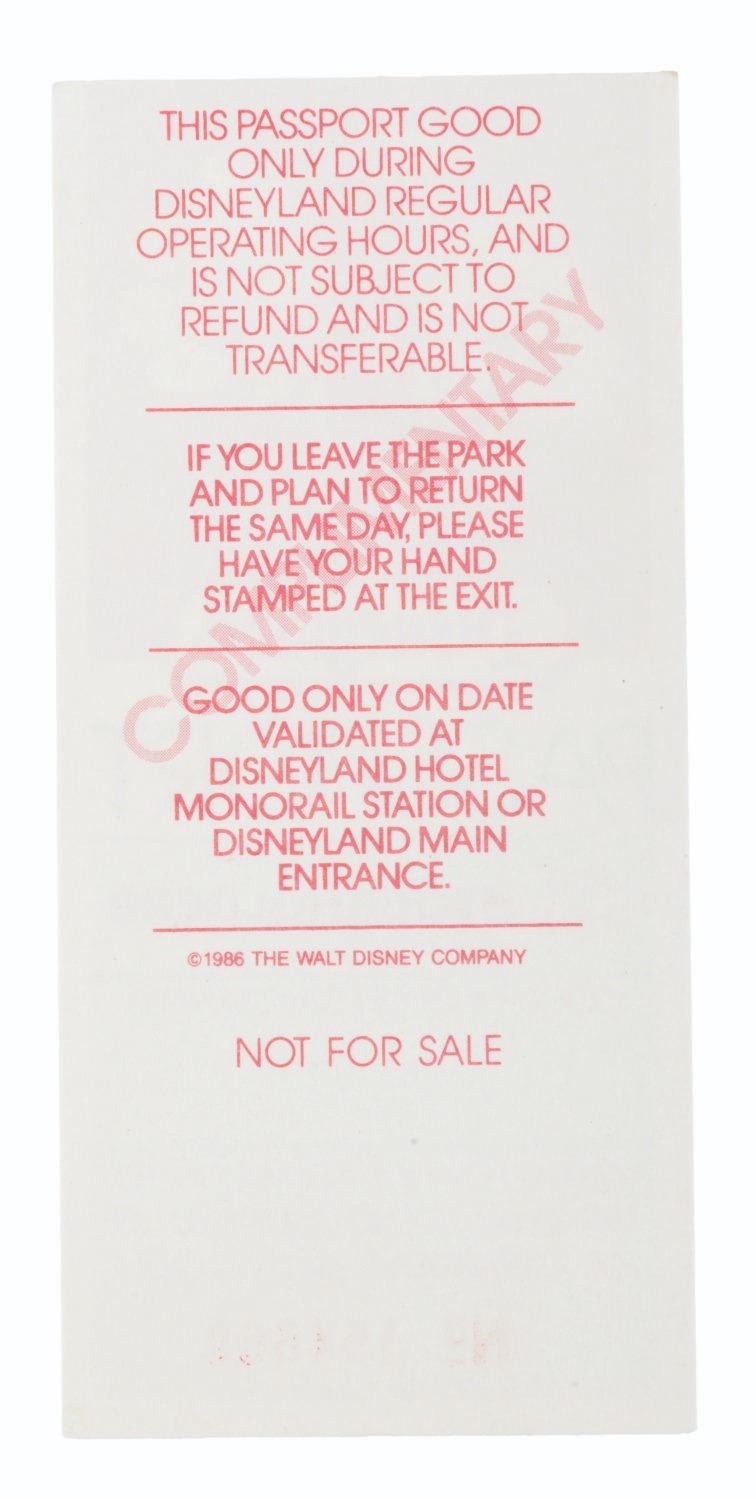 THIS PASSPORT GOOD
ONLY DURING
DISNEYLAND REGULAR
OPERATING HOURS, AND
IS NOT SUBJECT TO
REFUND AND IS NOT
TRANSFERABLE.
COMPLIMENTARY
IF YOU LEAVE THE PARK
AND PLAN TO RETURN
THE SAME DAY, PLEASE
HAVE YOUR HAND
STAMPED AT THE EXIT.
GOOD ONLY ON DATE
VALIDATED AT
DISNEYLAND HOTEL
MONORAIL STATION OR
DISNEYLAND MAIN
ENTRANCE.
©1986 THE WALT DISNEY COMPANY
NOT FOR SALE